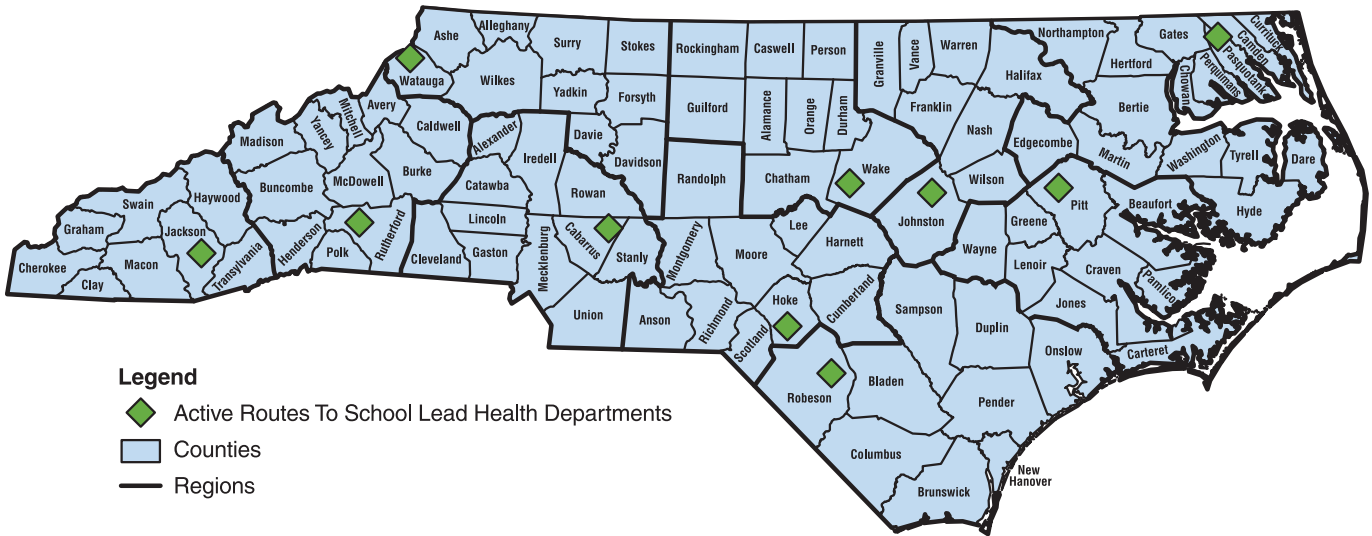 Alleghany
Ashe
Surry
Stokes
Rockingham
Caswell
Person
Granville
Vance
Warren
Northampton
Gates
Currituck
Camden
Pasquotank
Perquimans
Chowan
Hertford
Halifax
Watauga
Wilkes
Yadkin
Forsyth
Guilford
Alamance
Orange
Durham
Franklin
Nash
Bertie
Avery
Mitchell
Yancey
Madison
Caldwell
Alexander
Iredell
Davie
Davidson
Randolph
Chatham
Wake
Wilson
Edgecombe
Martin
Washington
Tyrell
Dare
Haywood
Buncombe
McDowell
Burke
Catawba
Rowan
Swain
Graham
Jackson
Lincoln
Cabarrus
Stanly
Montgomery
Moore
Lee
Harnett
Johnston
Wayne
Greene
Pitt
Beaufort
Hyde
Cherokee
Clay
Macon
Transylvania
Henderson
Polk
Rutherford
Cleveland
Gaston
Mecklenburg
Union
Anson
Richmond
Scotland
Hoke
Cumberland
Sampson
Duplin
Lenoir
Craven
Jones
Pamlico
Carteret
Onslow
Robeson
Bladen
Pender
Columbus
Brunswick
New
Hanover
Legend
Active Routes To School Lead Health Departments
Counties
Regions